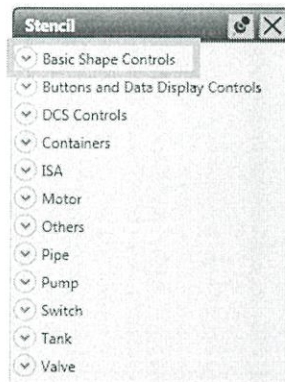 Stencil
Basic Shape Controls
Buttons and Data Display Controls
DCS Controls
Containers
ISA
Motor
Others
Pipe
Pump
Switch
Tank
Valve